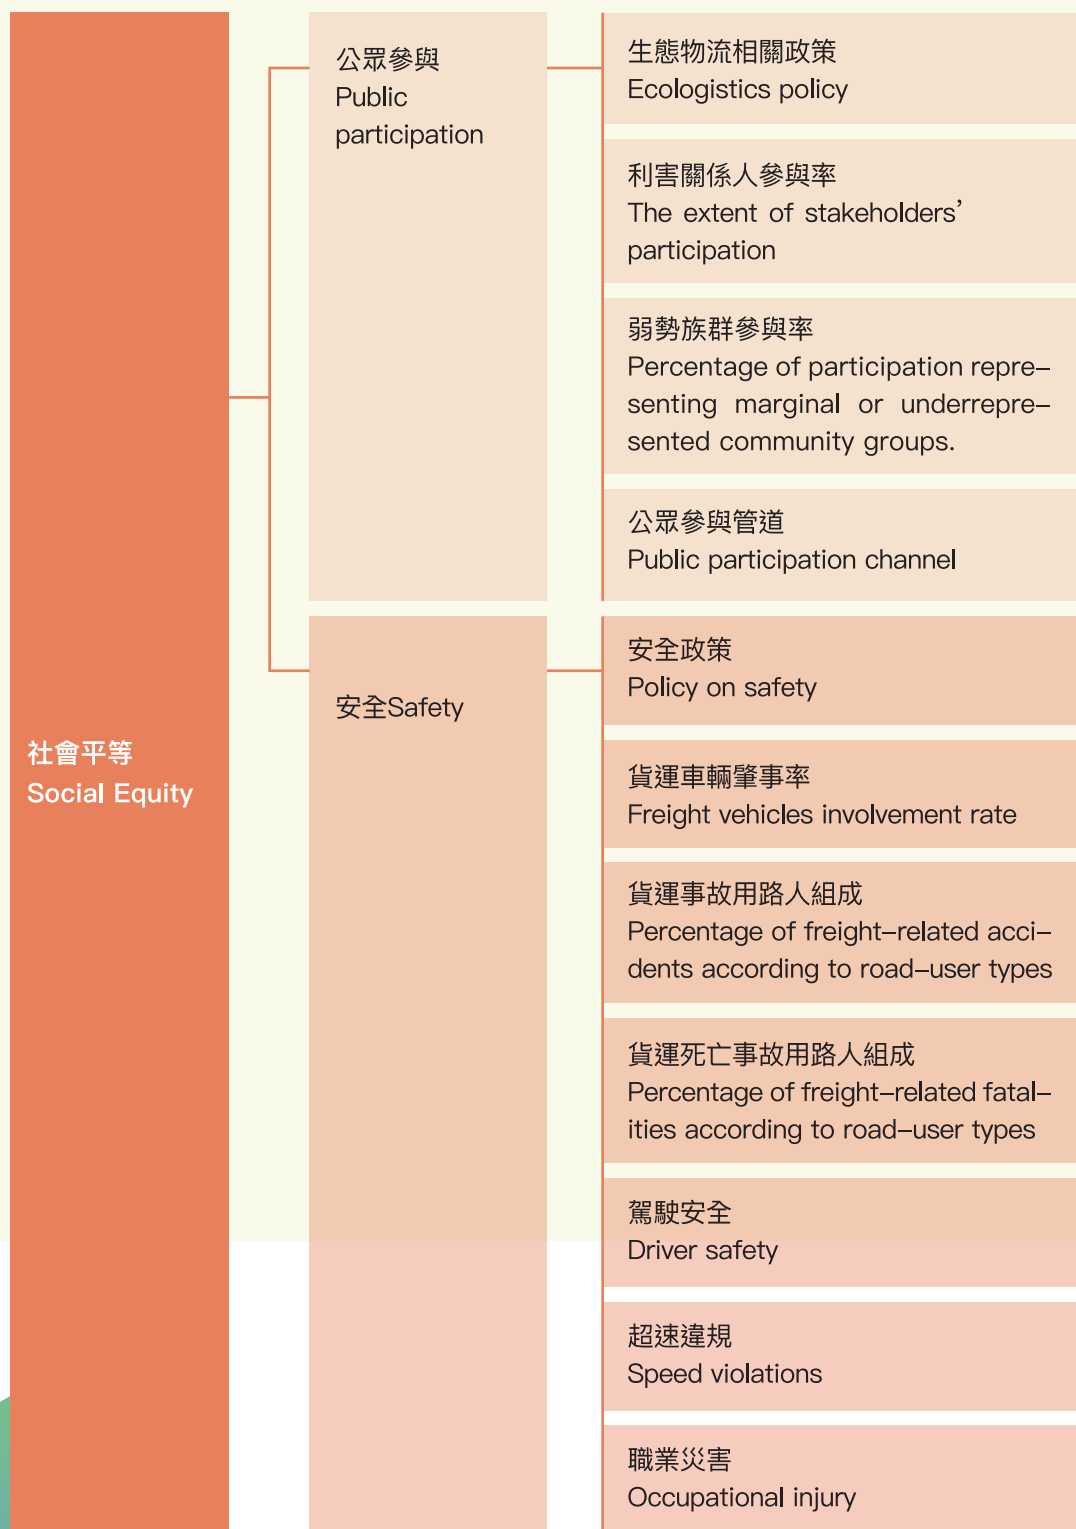 社會平等
Social Equity
公眾參與
Public
participation
生態物流相關政策
Ecologistics policy
利害關係人參與率
The extent of stakeholders’
participation
弱勢族群參與率
Percentage of participation repre–
senting marginal or underrepre–
sented community groups.
公眾參與管道
Public participation channel
安全Safety
安全政策
Policy on safety
貨運車輛肇事率
Freight vehicles involvement rate
貨運事故用路人組成
Percentage of freight–related acci–
dents according to road–user types
貨運死亡事故用路人組成
Percentage of freight–related fatal–
ities according to road–user types
駕駛安全
Driver safety
超速違規
Speed violations
職業災害
Occupational injury